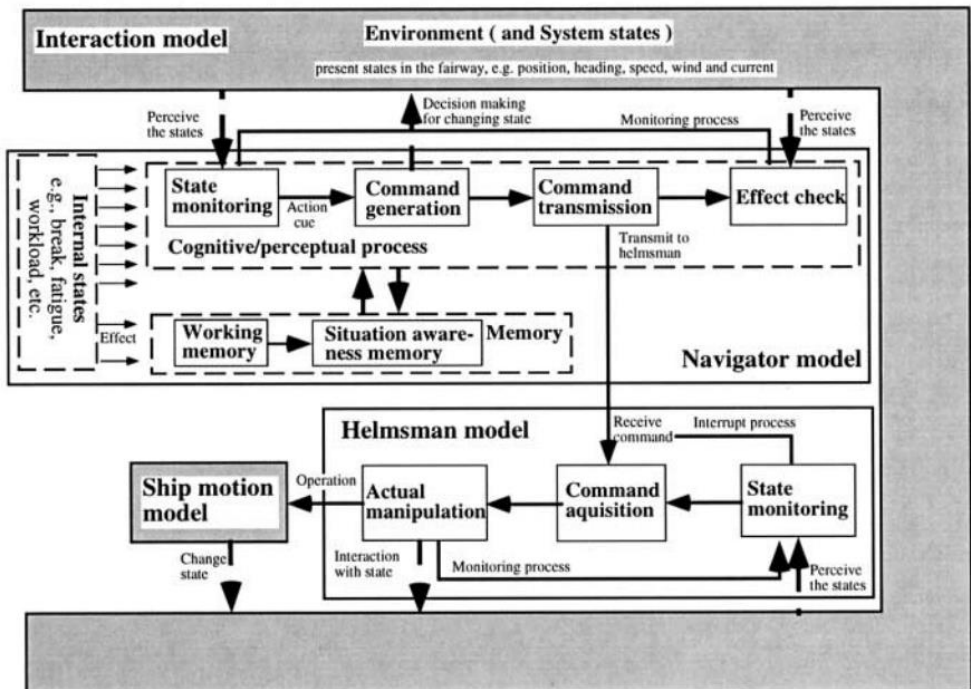 Interaction model
Environment ( and System states )
present states in the fairway, e.g. position, heading, speed, wind and current
Perceive
the states
Decision making
for changing state
Monitoring process
Perceive
the states
Internal states
e.g., break, fatigue,
workload, etc.
Effect
State
monitoring
Action
cue
Command
generation
Command
transmission
Effect check
Cognitive/perceptual process
Transmit to
helmsman
Working
memory
Situation aware-
ness memory
Memory
Navigator model
Helmsman model
Receive
command
Interrupt process
Ship motion
model
Operation
Actual
manipulation
Command
aquisition
State
monitoring
Change
state
Interaction
with state
Monitoring process
Perceive
the states